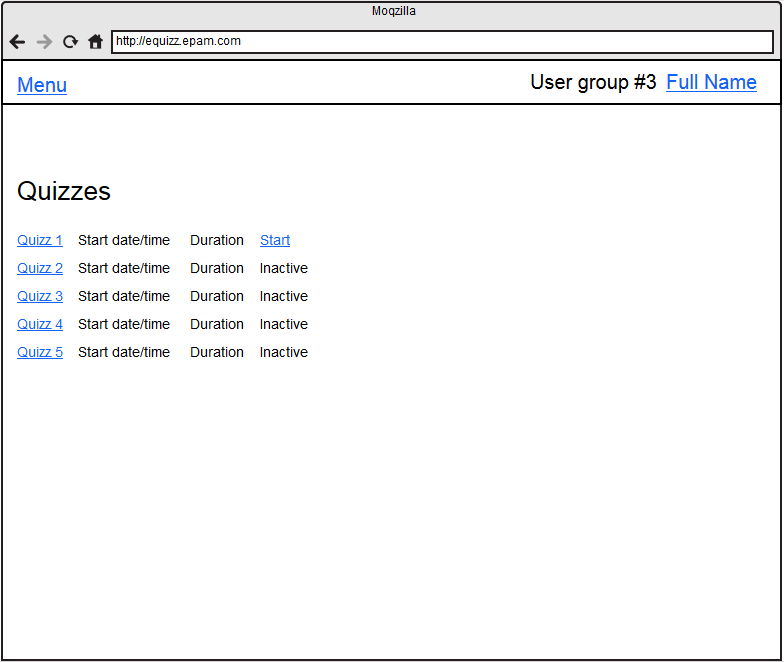 Moqzilla
http://equizz.epam.com
Menu User group #3 Full Name
Quizzes
Quizz 1 Start date/time Duration Start
Quizz 2 Start date/time Duration Inactive
Quizz 3 Start date/time Duration Inactive
Quizz 4 Start date/time Duration Inactive
Quizz 5 Start date/time Duration Inactive